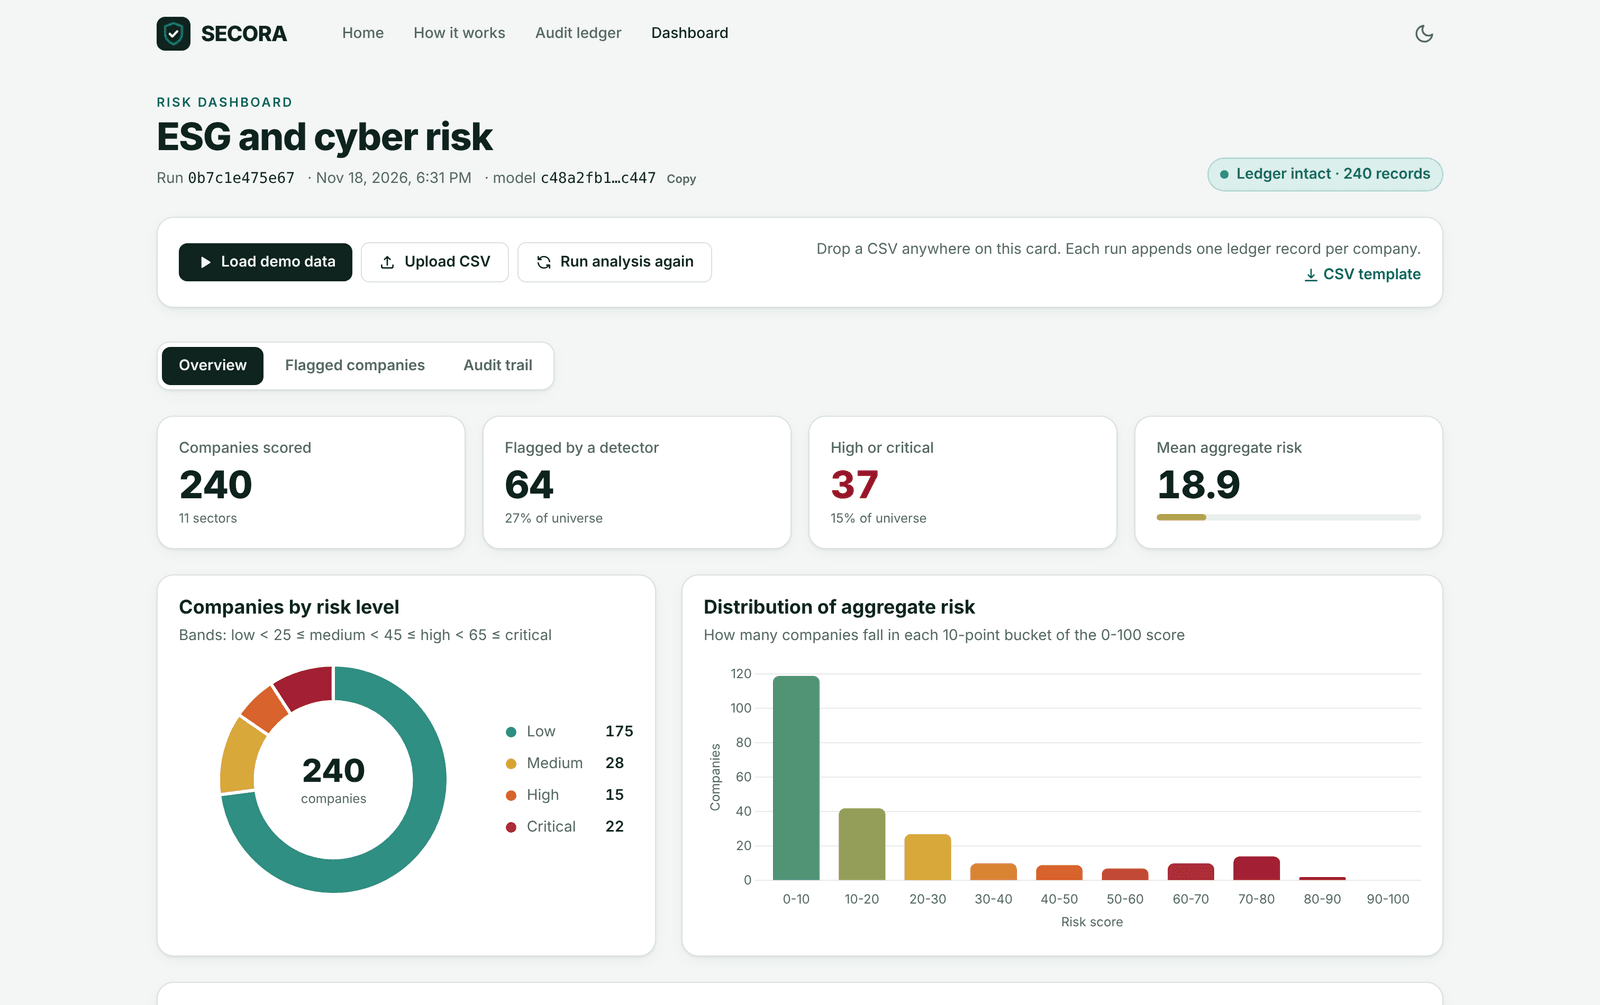 SECORA
Home
How it works
Audit ledger
Dashboard
RISK DASHBOARD
ESG and cyber risk
Run 0b7c1e475e67 · Nov 18, 2026, 6:31 PM · model c48a2fb1…c447 Copy
Ledger intact · 240 records
Load demo data
Upload CSV
Run analysis again
Drop a CSV anywhere on this card. Each run appends one ledger record per company.
CSV template
Overview
Flagged companies
Audit trail
Companies scored
240
11 sectors
Flagged by a detector
64
27% of universe
High or critical
37
15% of universe
Mean aggregate risk
18.9
Companies by risk level
Bands: low < 25 ≤ medium < 45 ≤ high < 65 ≤ critical
240
companies
Low 175
Medium 28
High 15
Critical 22
Distribution of aggregate risk
How many companies fall in each 10-point bucket of the 0-100 score
Companies
120
100
80
60
40
20
0
0-10 10-20 20-30 30-40 40-50 50-60 60-70 70-80 80-90 90-100
Risk score